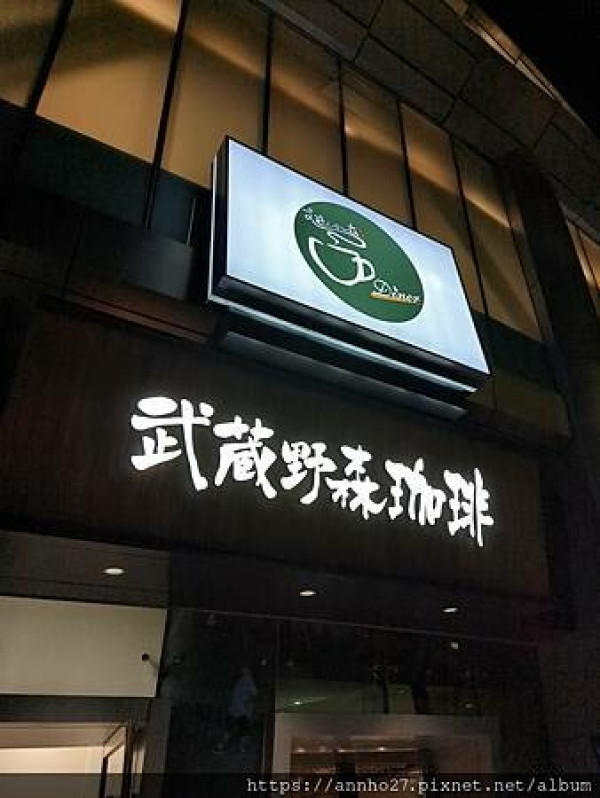 Diner
武蔵野森珈琲
https://annho27.pixnet.net/album